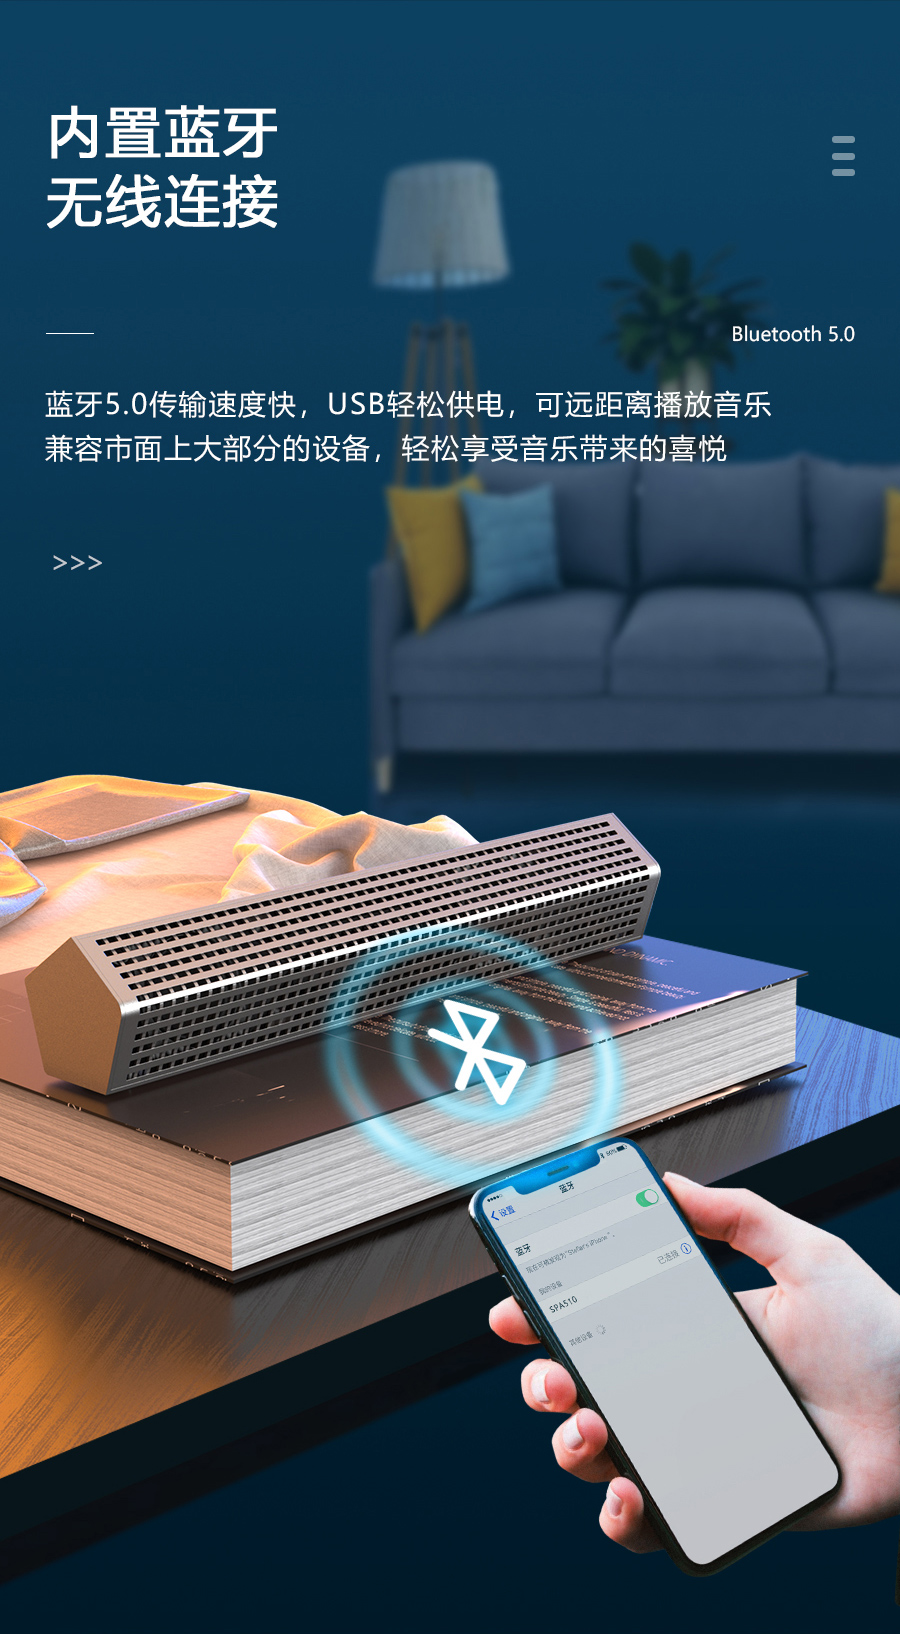 内置蓝牙
无线连接
Bluetooth 5.0
蓝牙5.0传输速度快，USB轻松供电，可远距离播放音乐
兼容市面上大部分的设备，轻松享受音乐带来的喜悦
>>>
蓝牙
设置
蓝牙
我的设备
SPA510
已连接
其他设备